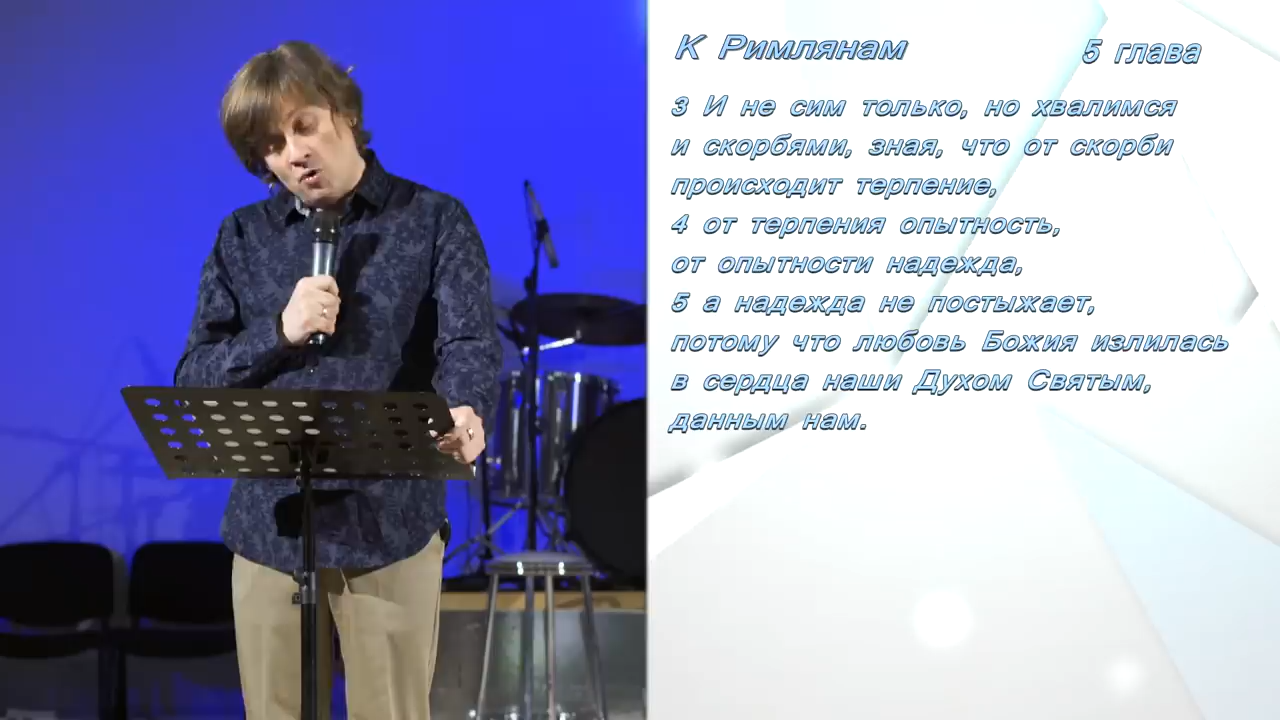 К Римлянам 5 глава
3 И не сим только, но хвалимся
и скорбями, зная, что от скорби
происходит терпение,
4 от терпения опытность,
от опытности надежда,
5 а надежда не постыжает,
потому что любовь Божия излилась
в сердца наши Духом Святым,
данным нам.